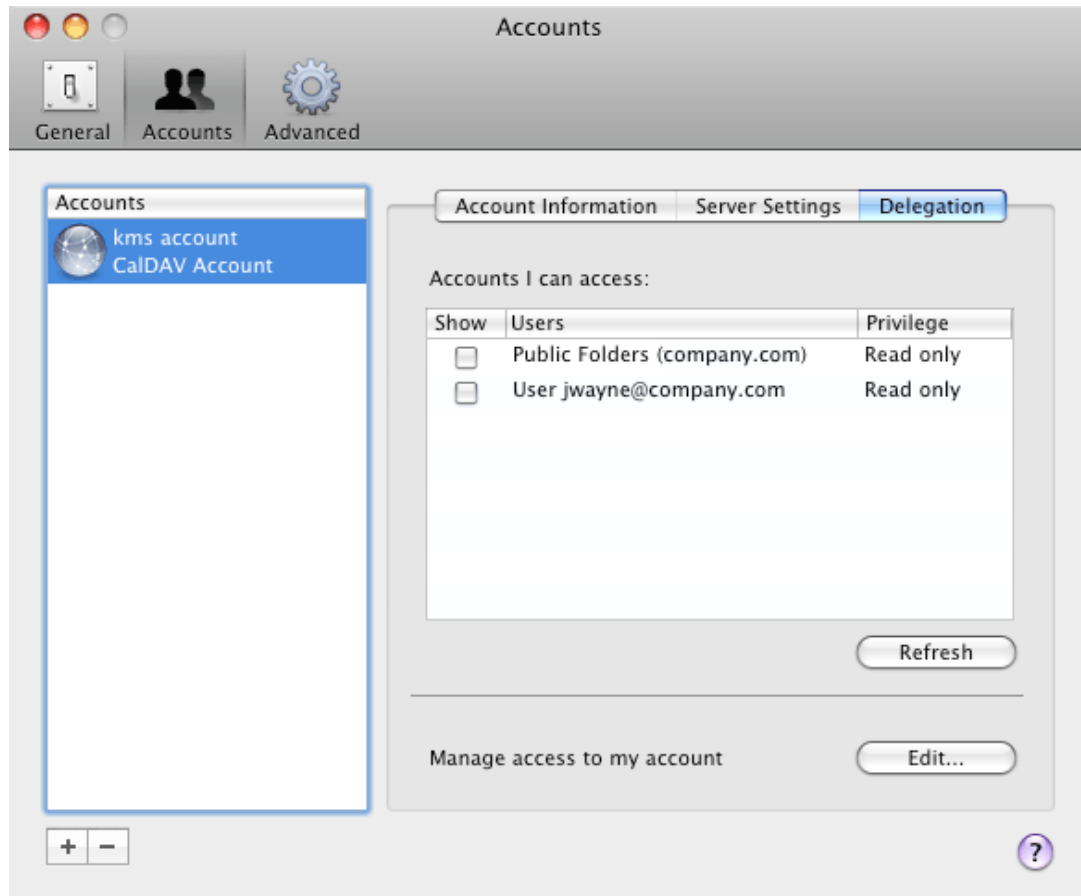 Accounts
General Accounts Advanced
Accounts
kms account
CalDAV Account
Account Information Server Settings Delegation
Accounts I can access:
Show Users Privilege
Public Folders (company.com) Read only
User jwayne@company.com Read only
Refresh
Manage access to my account Edit...
+ −
?